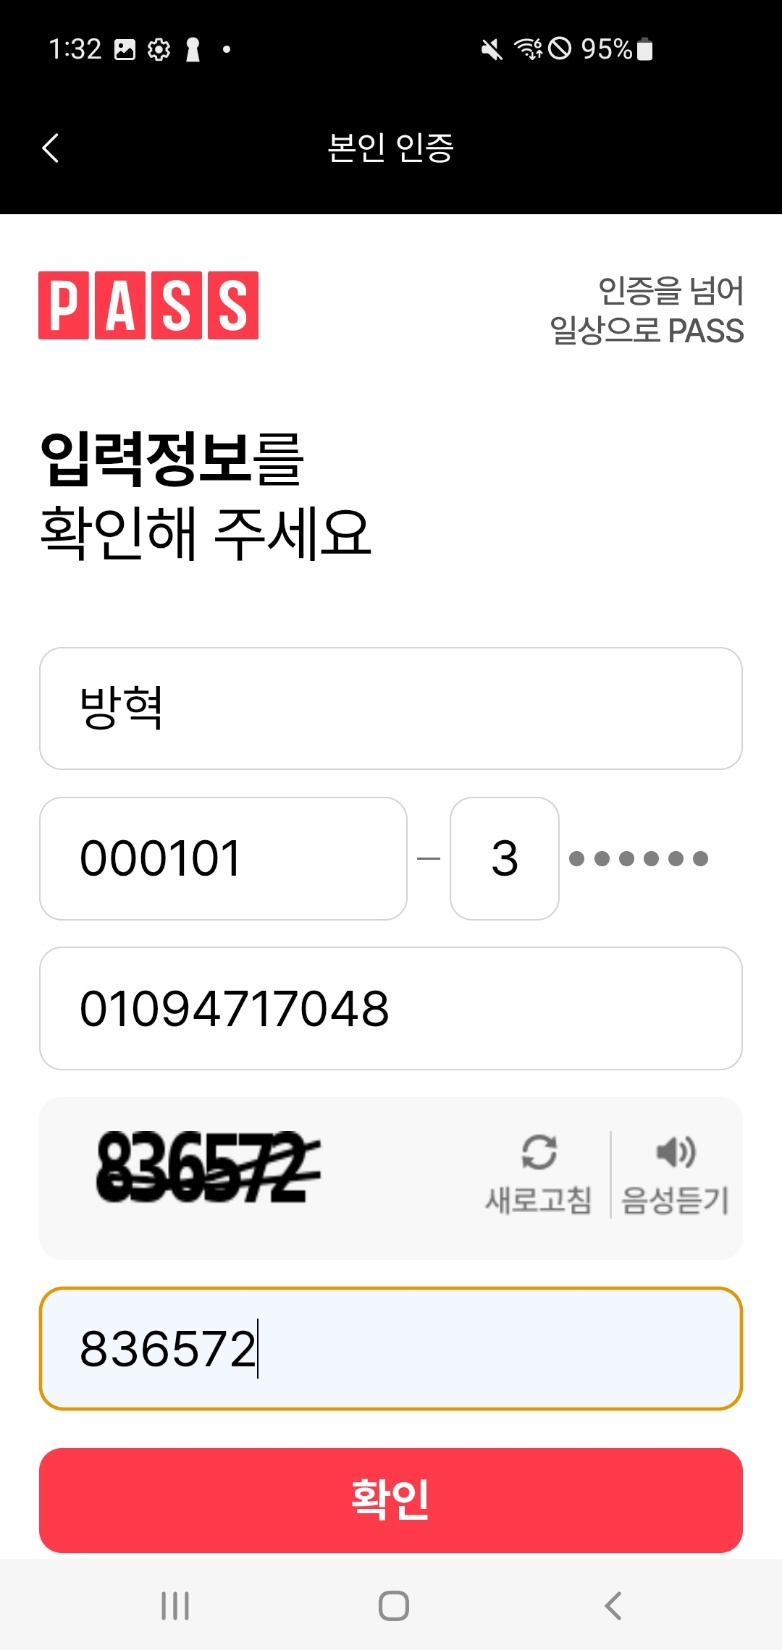 1:32
95%
본인 인증
PASS
인증을 넘어
일상으로 PASS
입력정보를
확인해 주세요
방혁
000101 – 3 ••••••
01094717048
836572
새로고침 음성듣기
836572
확인